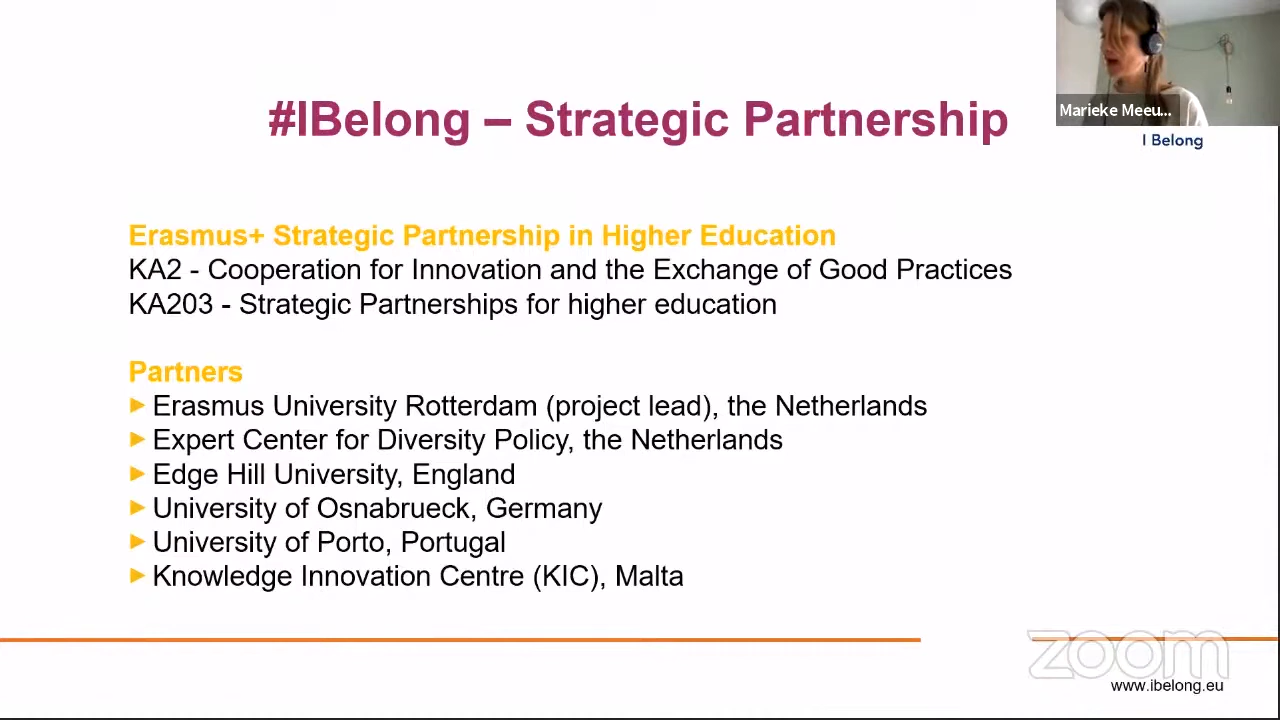 Marieke Meeu...
I Belong
#IBelong – Strategic Partnership
Erasmus+ Strategic Partnership in Higher Education
KA2 - Cooperation for Innovation and the Exchange of Good Practices
KA203 - Strategic Partnerships for higher education
Partners
Erasmus University Rotterdam (project lead), the Netherlands
Expert Center for Diversity Policy, the Netherlands
Edge Hill University, England
University of Osnabrueck, Germany
University of Porto, Portugal
Knowledge Innovation Centre (KIC), Malta
zoom
www.ibelong.eu